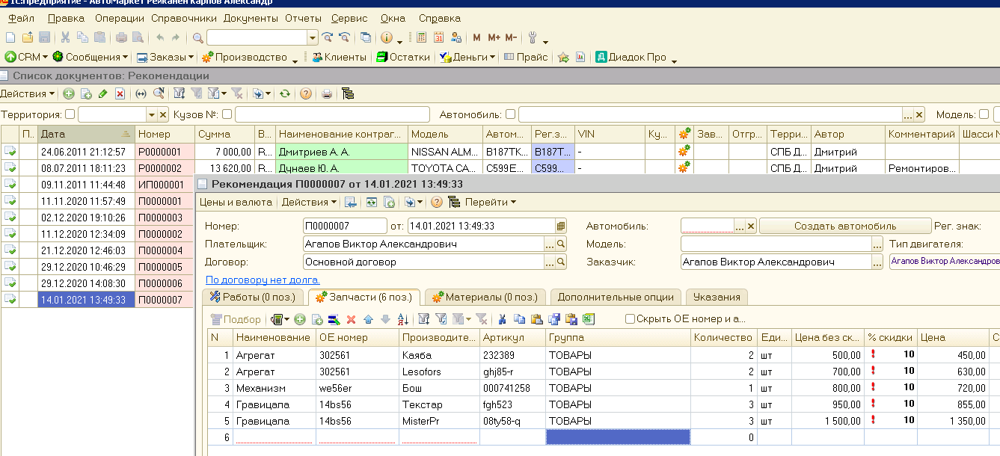 1С:Предприятие - АвтоМаркет Рейканен Карпов Александр
Файл Правка Операции Справочники Документы Отчеты Сервис Окна Справка
M M+ M-
CRM Сообщения Заказы Производство Клиенты Остатки Деньги Прайс Диадок Про
Список документов: Рекомендации
Действия
Территория: Кузов №: Автомобиль: Модель:
П.. Дата Номер Сумма В... Наименование контраг... Модель Автом... Рег.з... VIN Ку... Зав... Отгр... Терри... Автор Комментарий Шасси №
24.06.2011 21:12:57 Р0000001 7 000,00 R... Дмитриев А. А. NISSAN ALM... В187ТК... В187Т... - СПБ Д... Дмитрий
08.07.2011 18:11:23 Р0000002 13 620,00 R... Дунаев Ю. А. TOYOTA CA... С599Е... С599... - СПБ Д... Дмитрий Ремонтиров...
09.11.2011 11:44:48 ИП000001
11.11.2020 11:57:49 П0000001
02.12.2020 19:10:26 П0000003
11.12.2020 12:34:09 П0000002
21.12.2020 12:46:03 П0000004
29.12.2020 10:46:29 П0000005
29.12.2020 14:08:30 П0000006
14.01.2021 13:49:33 П0000007
Рекомендация П0000007 от 14.01.2021 13:49:33
Цены и валюта Действия Перейти
Номер: П0000007 от: 14.01.2021 13:49:33 Автомобиль: ... Создать автомобиль Рег. знак:
Плательщик: Агапов Виктор Александрович ... Модель: ... Тип двигателя:
Договор: Основной договор ... Заказчик: Агапов Виктор Александрович ... Агапов Виктор Александрови
По договору нет долга.
Работы (0 поз.) Запчасти (6 поз.) Материалы (0 поз.) Дополнительные опции Указания
Подбор Скрыть ОЕ номер и а...
N Наименование ОЕ номер Производите... Артикул Группа Количество Еди... Цена без ск... % скидки Цена С
1 Агрегат 302561 Каяба 232389 ТОВАРЫ 2 шт 500,00 10 450,00
2 Агрегат 302561 Lesofors ghj85-r ТОВАРЫ 2 шт 700,00 10 630,00
3 Механизм we56er Бош 000741258 ТОВАРЫ 1 шт 800,00 10 720,00
4 Гравицапа 14bs56 Текстар fgh523 ТОВАРЫ 3 шт 950,00 10 855,00
5 Гравицапа 14bs56 MisterPr 08ty58-q ТОВАРЫ 3 шт 1 500,00 10 1 350,00
6 0